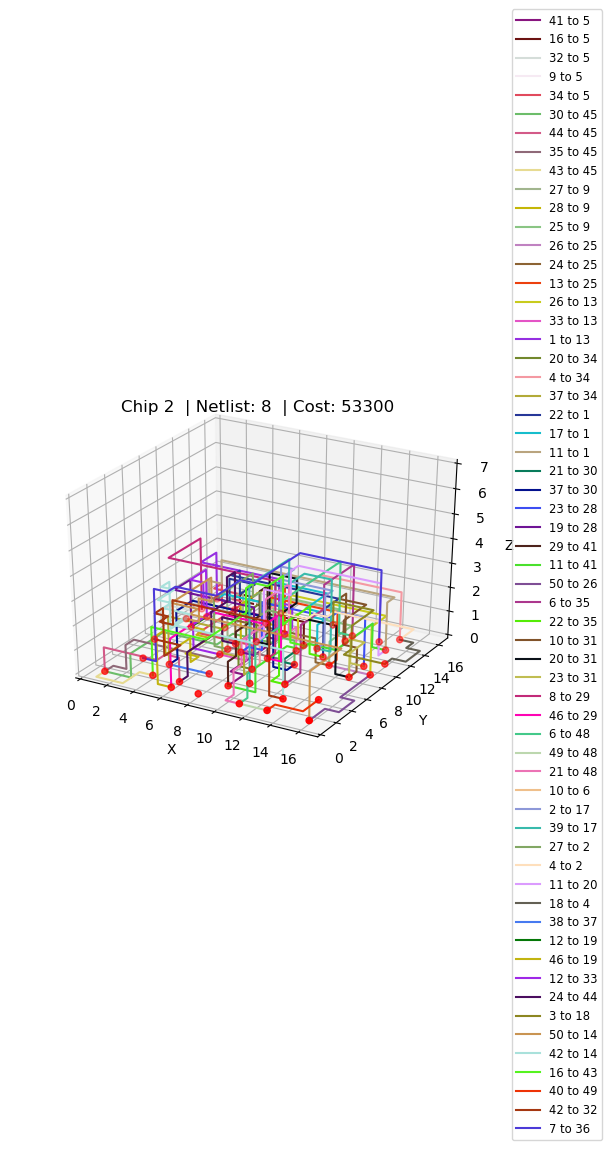 41 to 5
16 to 5
32 to 5
9 to 5
34 to 5
30 to 45
44 to 45
35 to 45
43 to 45
27 to 9
28 to 9
25 to 9
26 to 25
24 to 25
13 to 25
26 to 13
33 to 13
1 to 13
20 to 34
4 to 34
37 to 34
22 to 1
17 to 1
11 to 1
21 to 30
37 to 30
23 to 28
19 to 28
29 to 41
11 to 41
50 to 26
6 to 35
22 to 35
10 to 31
20 to 31
23 to 31
8 to 29
46 to 29
6 to 48
49 to 48
21 to 48
10 to 6
2 to 17
39 to 17
27 to 2
4 to 2
11 to 20
18 to 4
38 to 37
12 to 19
46 to 19
12 to 33
24 to 44
3 to 18
50 to 14
42 to 14
16 to 43
40 to 49
42 to 32
7 to 36
Chip 2 | Netlist: 8 | Cost: 53300
7
6
5
4
3
2
1
0
Z
16
14
12
10
8
6
4
2
0
Y
0
2
4
6
8
10
12
14
16
X